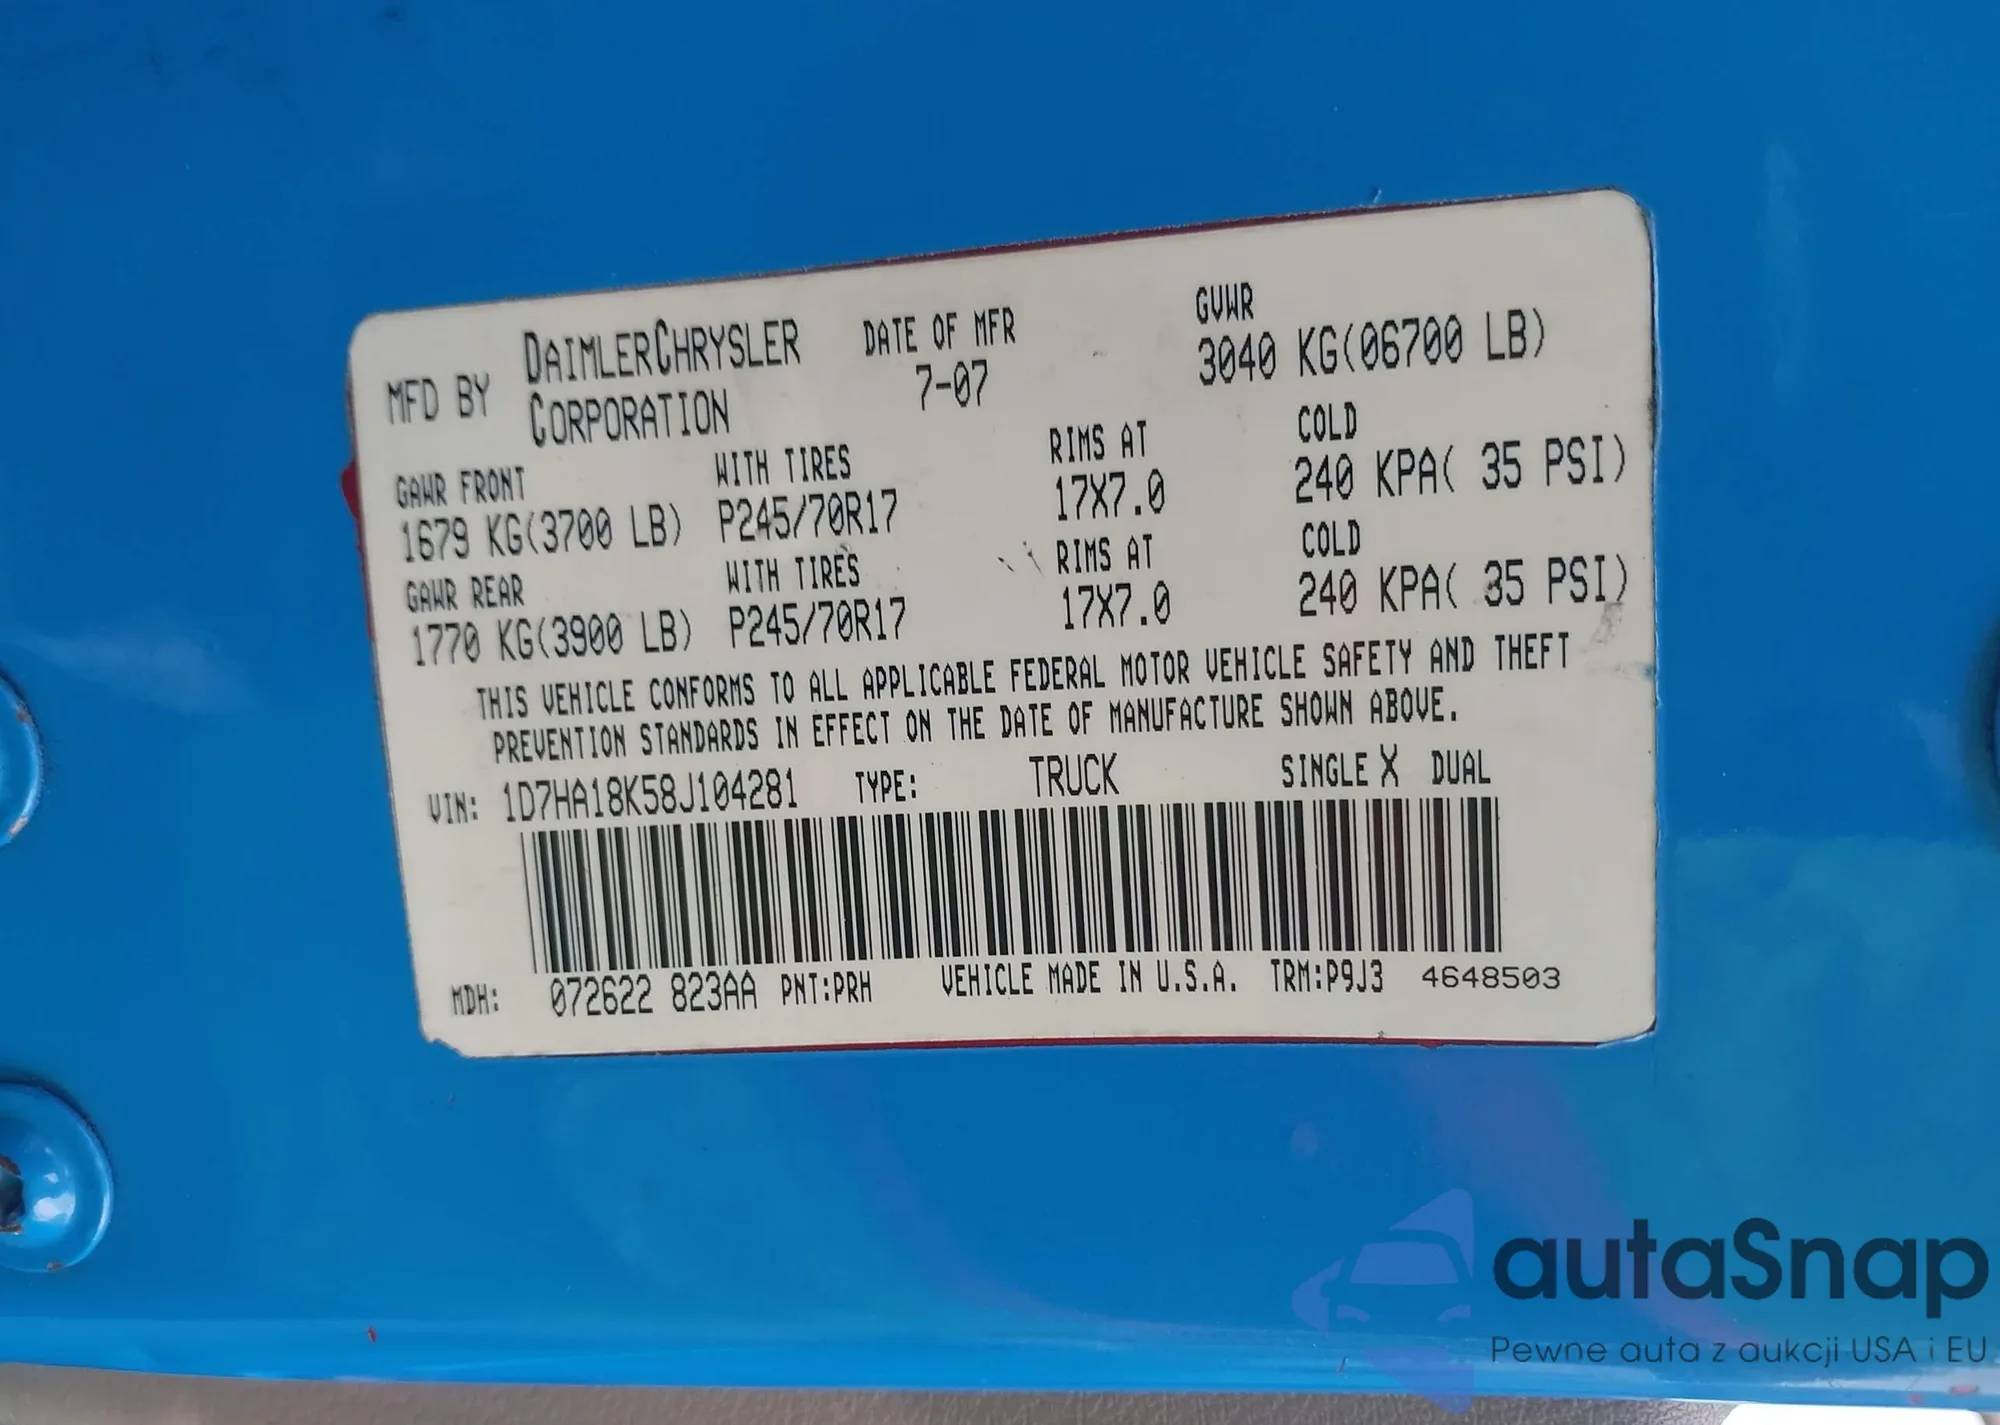 MFD BY DAIMLERCHRYSLER CORPORATION DATE OF MFR 7-07 GVWR 3040 KG(06700 LB)
GAWR FRONT WITH TIRES RIMS AT COLD
1679 KG(3700 LB) P245/70R17 17X7.0 240 KPA( 35 PSI)
GAWR REAR WITH TIRES RIMS AT COLD
1770 KG(3900 LB) P245/70R17 17X7.0 240 KPA( 35 PSI)
THIS VEHICLE CONFORMS TO ALL APPLICABLE FEDERAL MOTOR VEHICLE SAFETY AND THEFT
PREVENTION STANDARDS IN EFFECT ON THE DATE OF MANUFACTURE SHOWN ABOVE.
VIN: 1D7HA18K58J104281 TYPE: TRUCK SINGLE X DUAL
MDH: 072622 823AA PNT:PRH VEHICLE MADE IN U.S.A. TRM:P9J3 4648503
autaSnap
Pewne auta z aukcji USA i EU